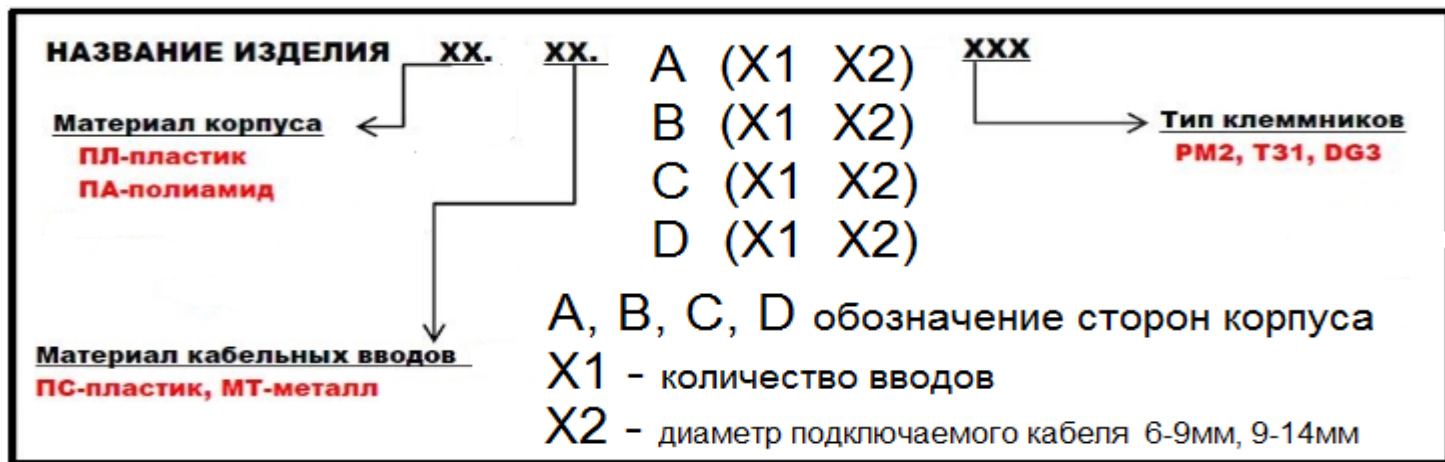 НАЗВАНИЕ ИЗДЕЛИЯ XX. XX. A (X1 X2) XXX
B (X1 X2)
C (X1 X2)
D (X1 X2)
Материал корпуса
ПЛ-пластик
ПА-полиамид
Тип клеммников
PM2, T31, DG3
Материал кабельных вводов
ПС-пластик, МТ-металл
A, B, C, D обозначение сторон корпуса
X1 - количество вводов
X2 - диаметр подключаемого кабеля 6-9мм, 9-14мм